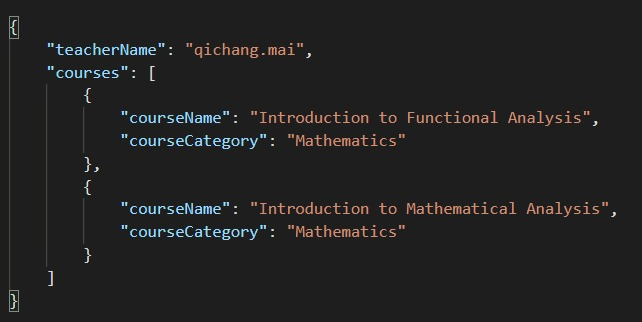 {
    "teacherName": "qichang.mai",
    "courses": [
        {
            "courseName": "Introduction to Functional Analysis",
            "courseCategory": "Mathematics"
        },
        {
            "courseName": "Introduction to Mathematical Analysis",
            "courseCategory": "Mathematics"
        }
    ]
}